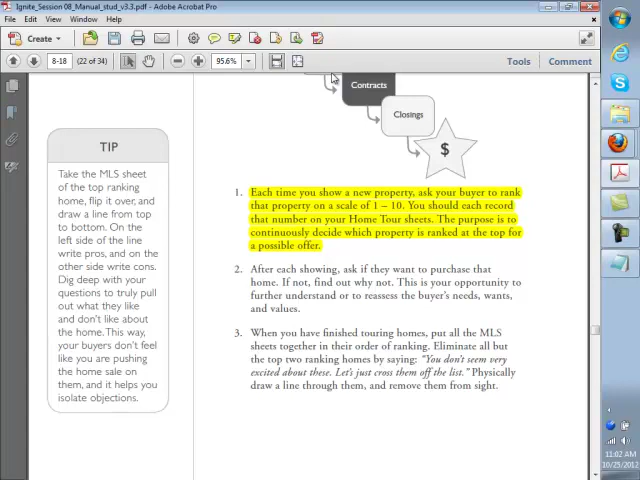 Ignite_Session 08_Manual_stud_v3.3.pdf - Adobe Acrobat Pro
File Edit View Window Help
Create
8-18 (22 of 34) 95.6% Tools Comment
Contracts
Closings
$
TIP
Take the MLS sheet
of the top ranking
home, flip it over, and
draw a line from top
to bottom. On the
left side of the line
write pros, and on the
other side write cons.
Dig deep with your
questions to truly pull
out what they like
and don't like about
the home. This way,
your buyers don't feel
like you are pushing
the home sale on
them, and it helps you
isolate objections.
1. Each time you show a new property, ask your buyer to rank
that property on a scale of 1 – 10. You should each record
that number on your Home Tour sheets. The purpose is to
continuously decide which property is ranked at the top for
a possible offer.
2. After each showing, ask if they want to purchase that
home. If not, find out why not. This is your opportunity to
further understand or to reassess the buyer's needs, wants,
and values.
3. When you have finished touring homes, put all the MLS
sheets together in their order of ranking. Eliminate all but
the top two ranking homes by saying: "You don't seem very
excited about these. Let's just cross them off the list." Physically
draw a line through them, and remove them from sight.
11:02 AM
10/25/2012